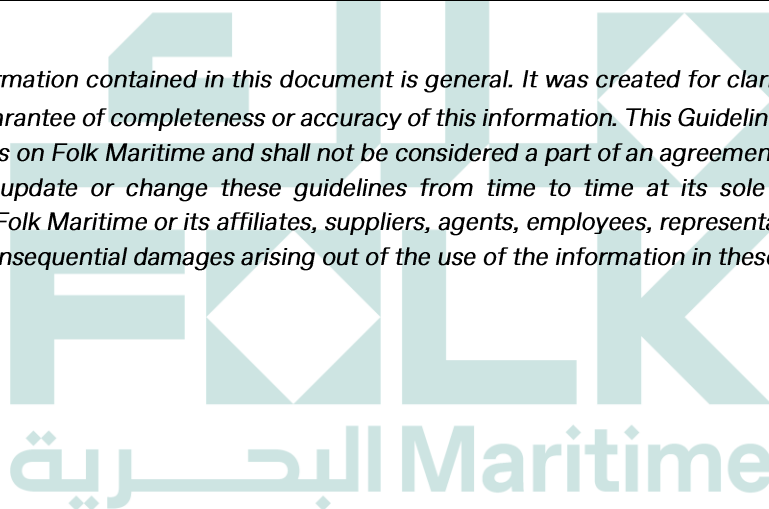 rmation contained in this document is general. It was created for clar
rantee of completeness or accuracy of this information. This Guidelin
s on Folk Maritime and shall not be considered a part of an agreemen
update or change these guidelines from time to time at its sole
Folk Maritime or its affiliates, suppliers, agents, employees, representa
nsequential damages arising out of the use of the information in these
فلك
FOLK
البحرية Maritime